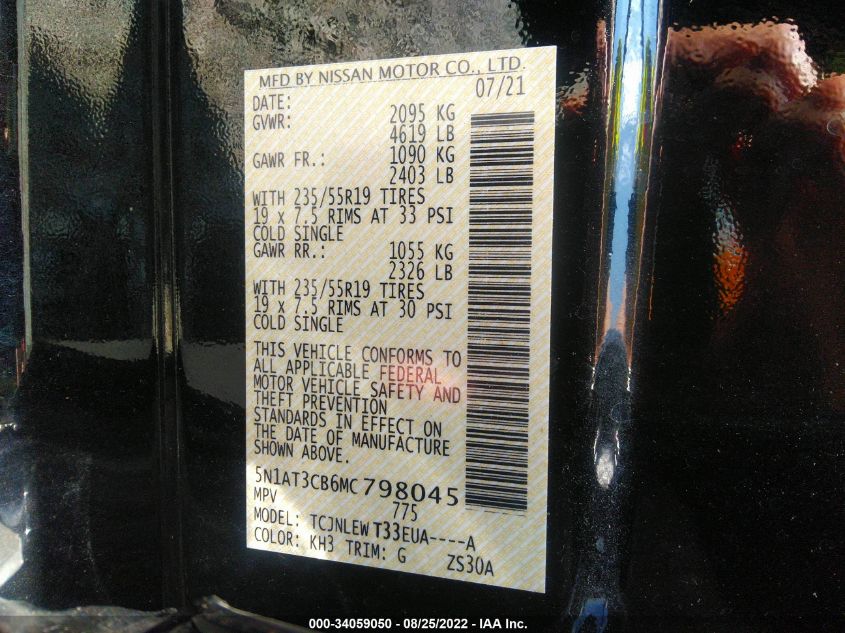 MFD BY NISSAN MOTOR CO., LTD.
DATE: 07/21
GVWR: 2095 KG
4619 LB
GAWR FR.: 1090 KG
2403 LB
WITH 235/55R19 TIRES
19 X 7.5 RIMS AT 33 PSI
COLD SINGLE
GAWR RR.: 1055 KG
2326 LB
WITH 235/55R19 TIRES
19 X 7.5 RIMS AT 30 PSI
COLD SINGLE
THIS VEHICLE CONFORMS TO
ALL APPLICABLE FEDERAL
MOTOR VEHICLE SAFETY AND
THEFT PREVENTION
STANDARDS IN EFFECT ON
THE DATE OF MANUFACTURE
SHOWN ABOVE.
5N1AT3CB6MC798045
MPV 775
MODEL: TCJNLEW T33EUA----A
COLOR: KH3 TRIM: G ZS30A
000-34059050 - 08/25/2022 - IAA Inc.